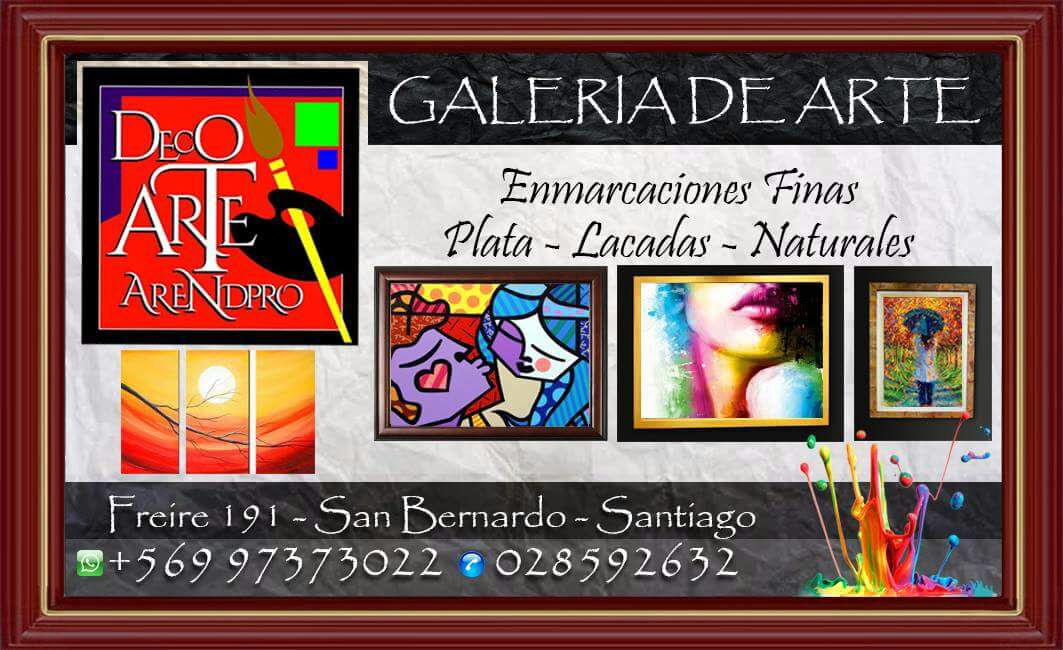 DECO
ARTE
ARENDPRO
GALERIA DE ARTE
Enmarcaciones Finas
Plata - Lacadas - Naturales
Freire 191 - San Bernardo - Santiago
+569 97373022 028592632